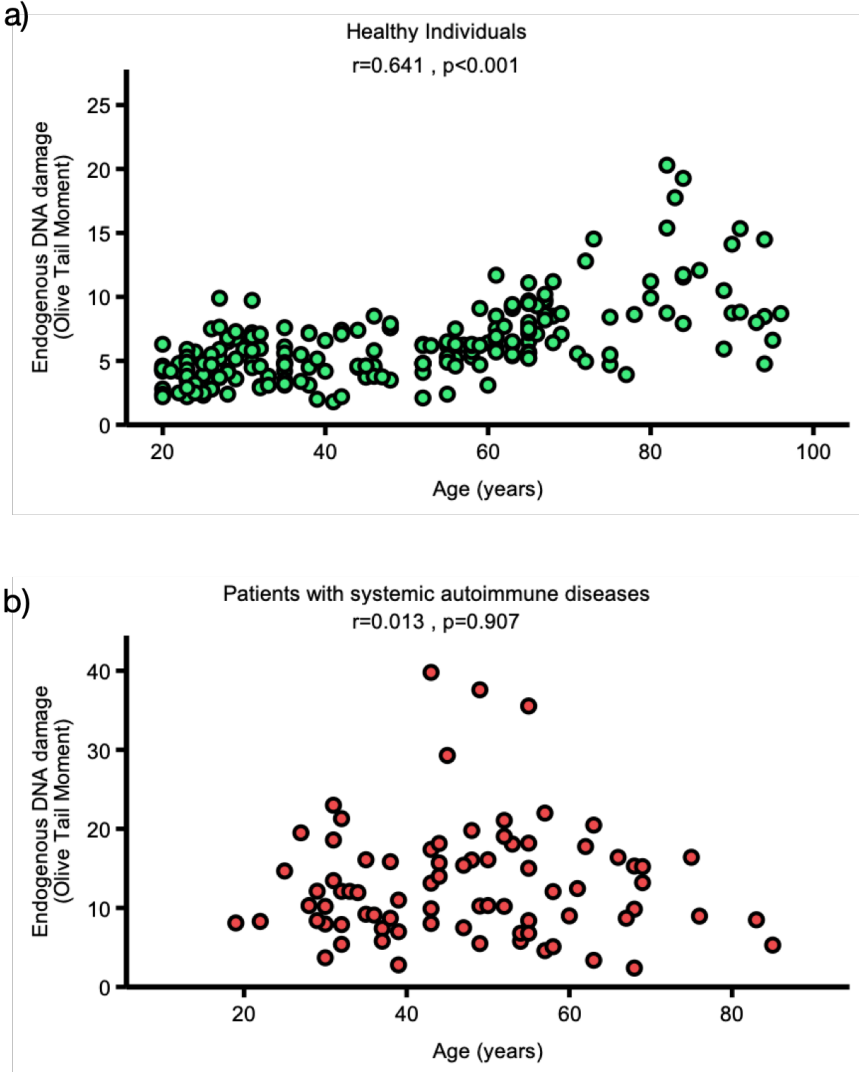 a)
Healthy Individuals
r=0.641 , p<0.001
Endogenous DNA damage
(Olive Tail Moment)
25
20
15
10
5
0
20 40 60 80 100
Age (years)
b)
Patients with systemic autoimmune diseases
r=0.013 , p=0.907
Endogenous DNA damage
(Olive Tail Moment)
40
30
20
10
0
20 40 60 80
Age (years)